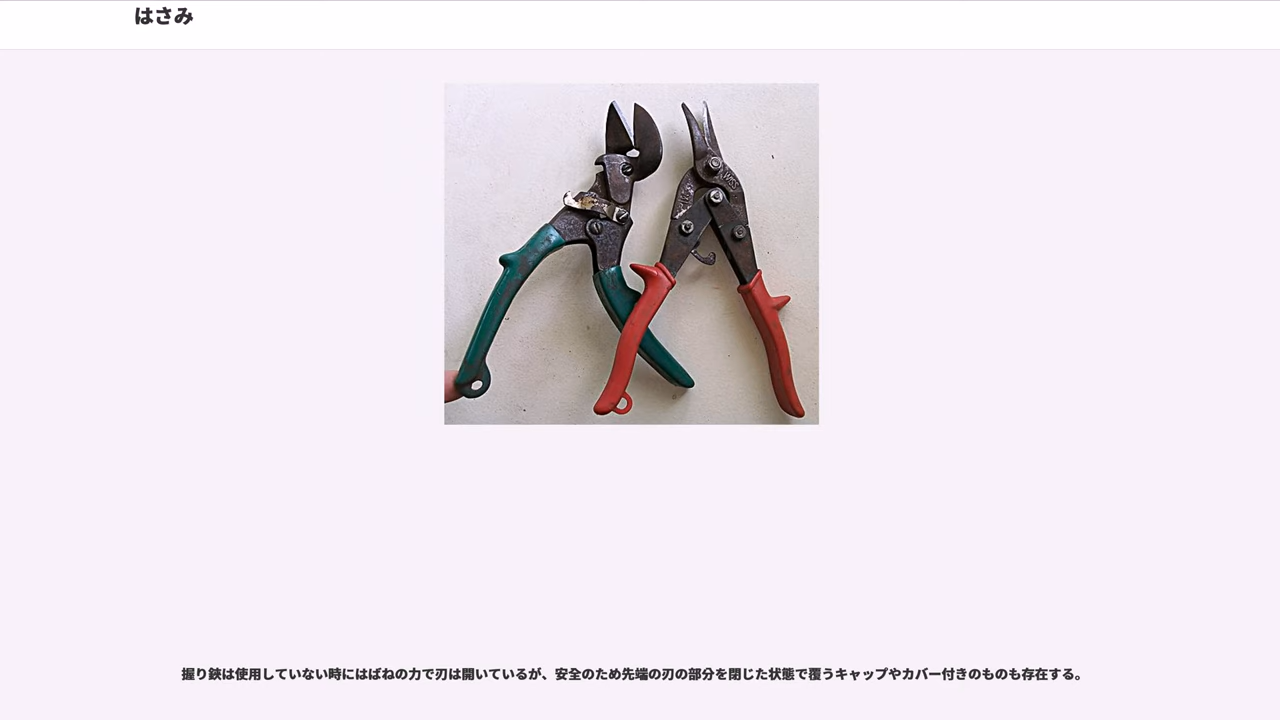 はさみ
握り鋏は使用していない時にはばねの力で刃は開いているが、安全のため先端の刃の部分を閉じた状態で覆うキャップやカバー付きのものも存在する。